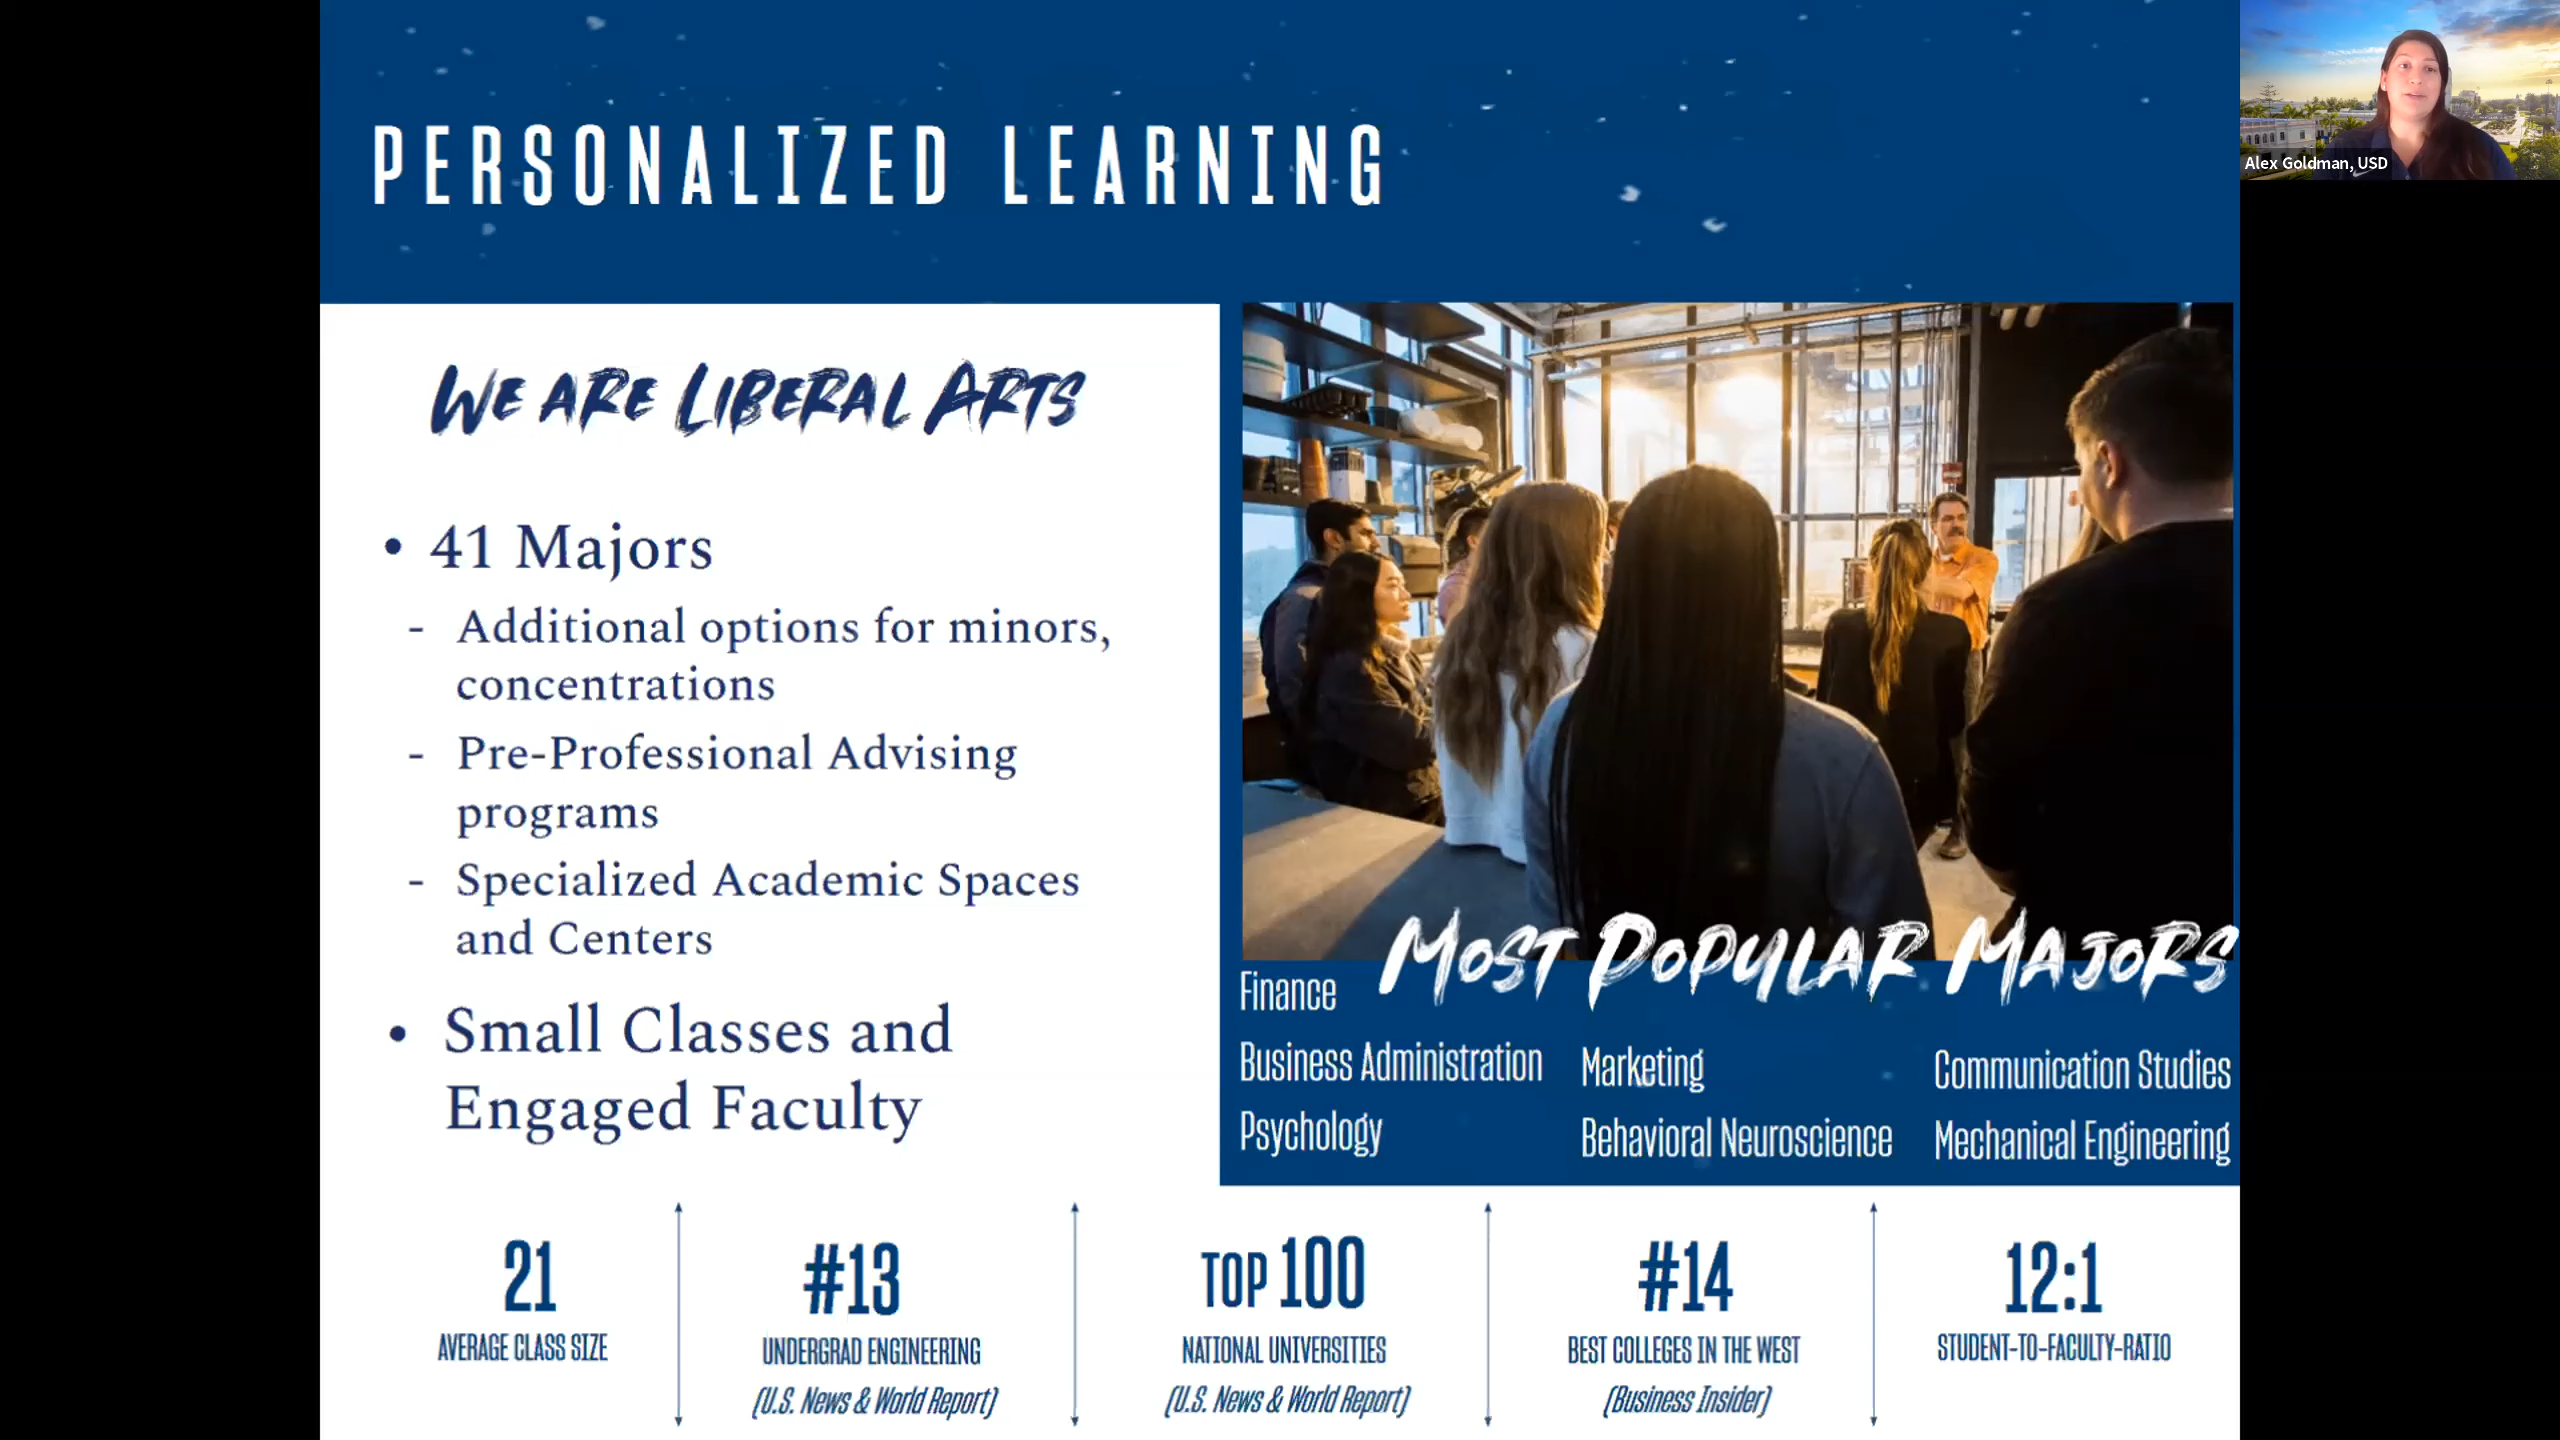 PERSONALIZED LEARNING
Alex Goldman, USD
WE ARE LIBERAL ARTS
• 41 Majors
- Additional options for minors,
concentrations
- Pre-Professional Advising
programs
- Specialized Academic Spaces
and Centers
• Small Classes and
Engaged Faculty
MOST POPULAR MAJORS
Finance
Business Administration
Psychology
Marketing
Behavioral Neuroscience
Communication Studies
Mechanical Engineering
21
AVERAGE CLASS SIZE
#13
UNDERGRAD ENGINEERING
(U.S. News & World Report)
TOP 100
NATIONAL UNIVERSITIES
(U.S. News & World Report)
#14
BEST COLLEGES IN THE WEST
(Business Insider)
12:1
STUDENT-TO-FACULTY-RATIO